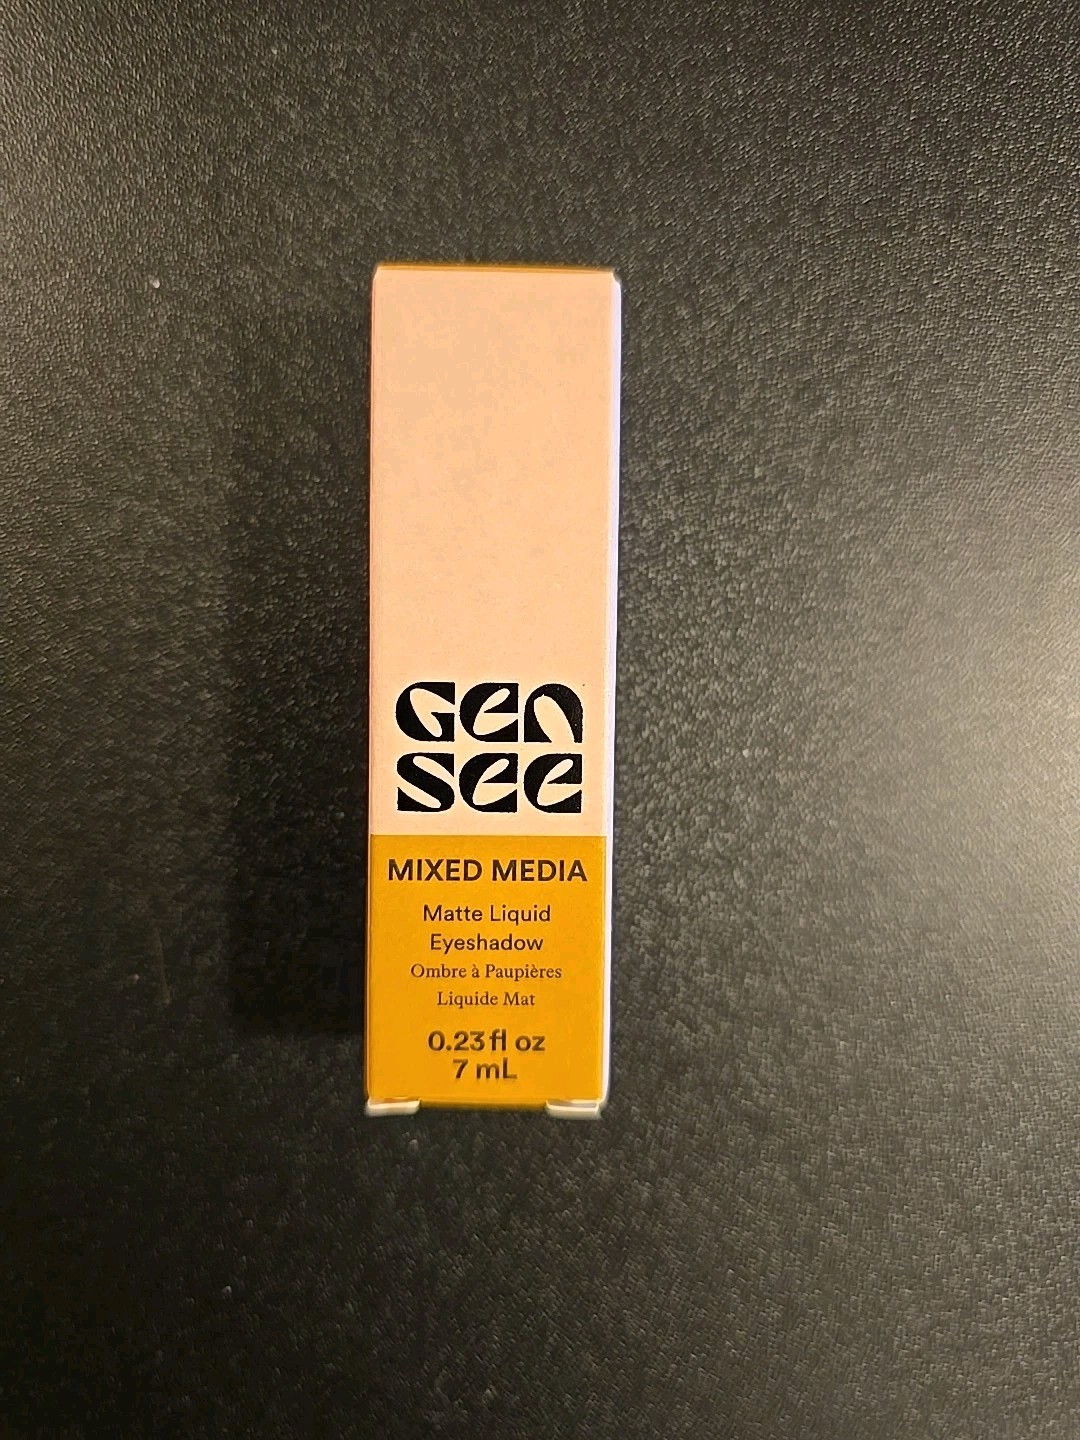 GEN
SEE
MIXED MEDIA
Matte Liquid
Eyeshadow
Ombre à Paupières
Liquide Mat
0.23 fl oz
7 mL